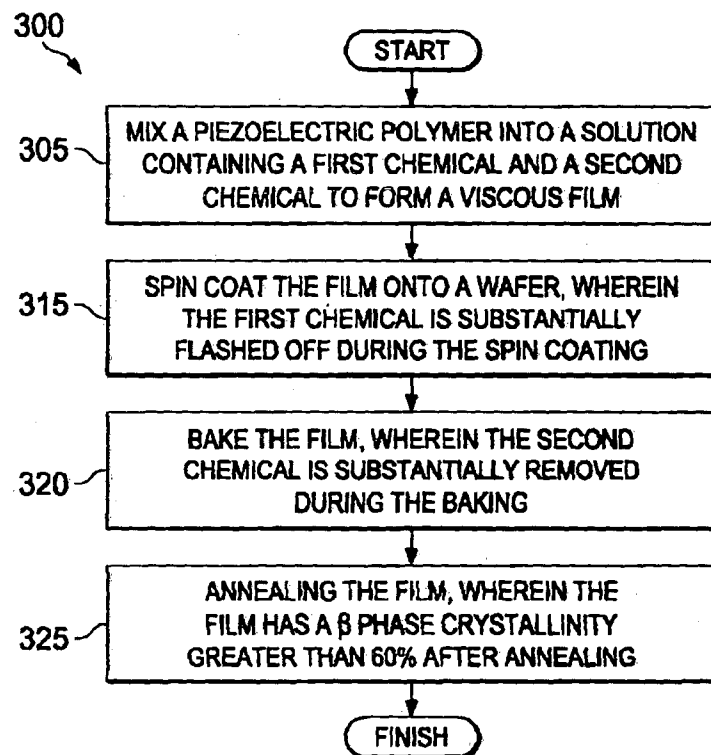 300
START
305
MIX A PIEZOELECTRIC POLYMER INTO A SOLUTION
CONTAINING A FIRST CHEMICAL AND A SECOND
CHEMICAL TO FORM A VISCOUS FILM
315
SPIN COAT THE FILM ONTO A WAFER, WHEREIN
THE FIRST CHEMICAL IS SUBSTANTIALLY
FLASHED OFF DURING THE SPIN COATING
320
BAKE THE FILM, WHEREIN THE SECOND
CHEMICAL IS SUBSTANTIALLY REMOVED
DURING THE BAKING
325
ANNEALING THE FILM, WHEREIN THE
FILM HAS A β PHASE CRYSTALLINITY
GREATER THAN 60% AFTER ANNEALING
FINISH